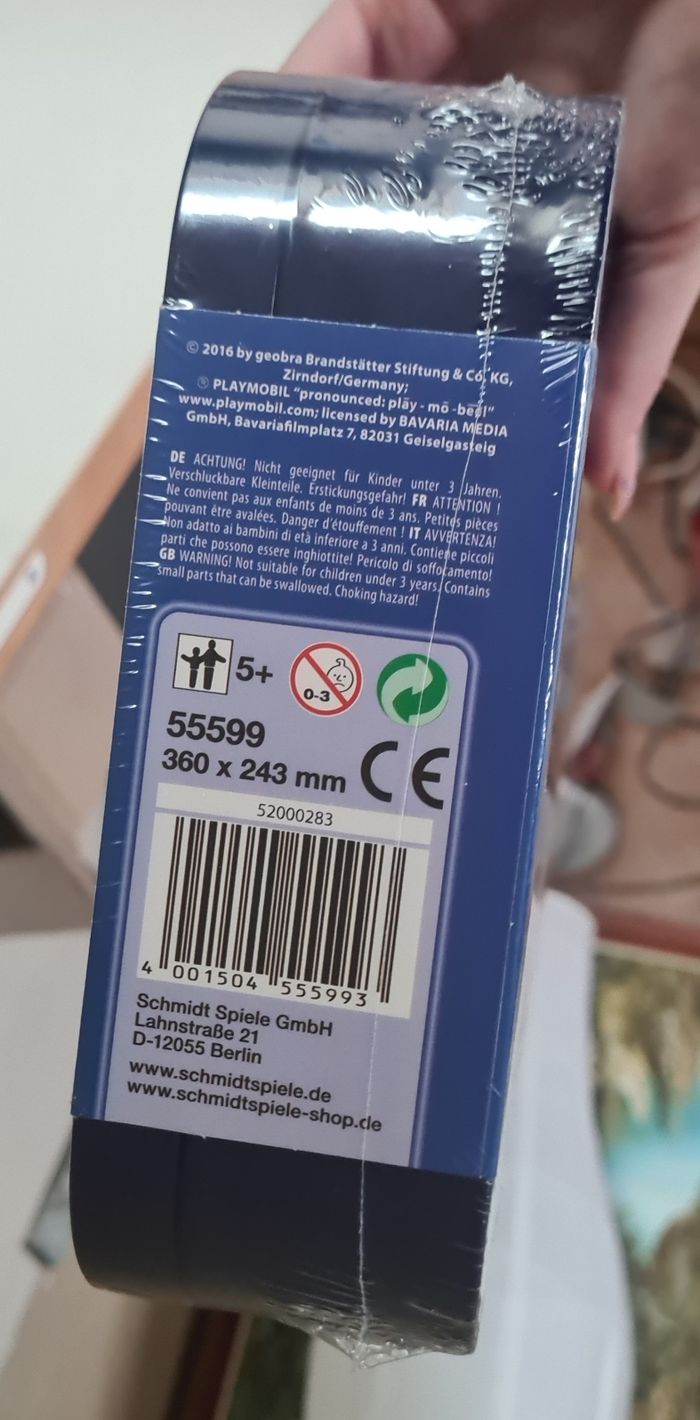 © 2016 by geobra Brandstätter Stiftung & Co. KG,
Zirndorf/Germany;
® PLAYMOBIL "pronounced: plāy - mō -bēēl"
www.playmobil.com; licensed by BAVARIA MEDIA
GmbH, Bavariafilmplatz 7, 82031 Geiselgasteig
DE ACHTUNG! Nicht geeignet für Kinder unter 3 Jahren.
Verschluckbare Kleinteile. Erstickungsgefahr! FR ATTENTION !
Ne convient pas aux enfants de moins de 3 ans. Petites pièces
pouvant être avalées. Danger d'étouffement ! IT AVVERTENZA!
Non adatto ai bambini di età inferiore a 3 anni. Contiene piccoli
parti che possono essere inghiottite! Pericolo di soffocamento!
GB WARNING! Not suitable for children under 3 years. Contains
small parts that can be swallowed. Choking hazard!
5+
0-3
55599
360 x 243 mm
CE
52000283
4 001504 555993
Schmidt Spiele GmbH
Lahnstraße 21
D-12055 Berlin
www.schmidtspiele.de
www.schmidtspiele-shop.de